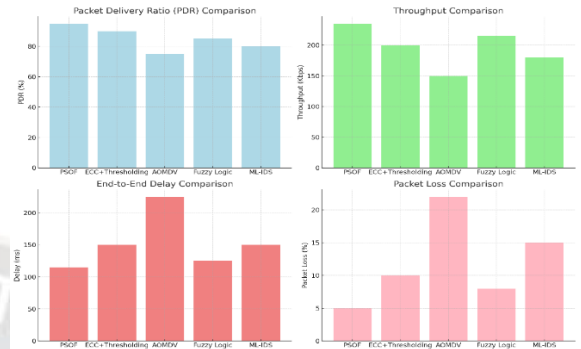 Packet Delivery Ratio (PDR) Comparison
PDR (%)
80
60
40
20
0
PSOF ECC+Thresholding AOMDV Fuzzy Logic ML-IDS
Throughput Comparison
Throughput (Kbps)
200
150
100
50
0
PSOF ECC+Thresholding AOMDV Fuzzy Logic ML-IDS
End-to-End Delay Comparison
Delay (ms)
200
150
100
50
0
PSOF ECC+Thresholding AOMDV Fuzzy Logic ML-IDS
Packet Loss Comparison
Packet Loss (%)
20
15
10
5
0
PSOF ECC+Thresholding AOMDV Fuzzy Logic ML-IDS